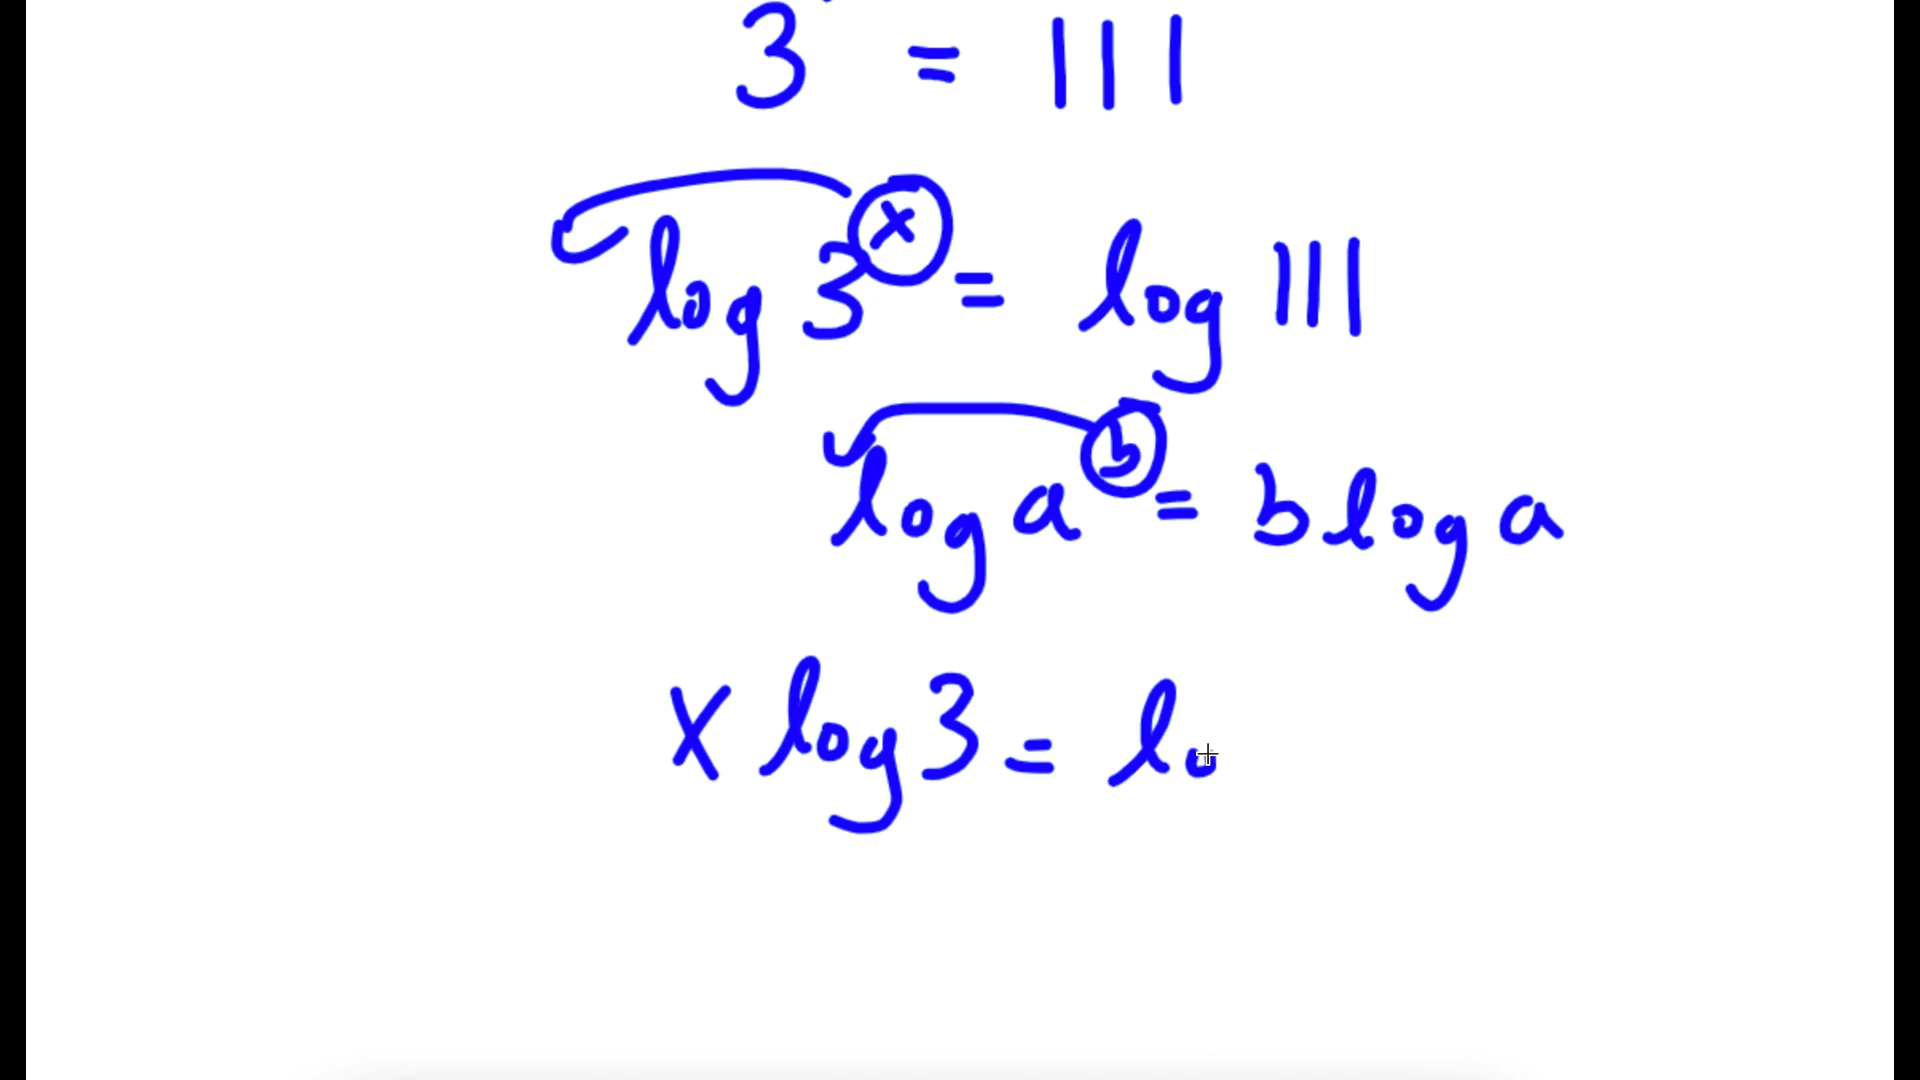 3 = 111
log 3^x = log 111
log a^b = b log a
x log 3 = lo